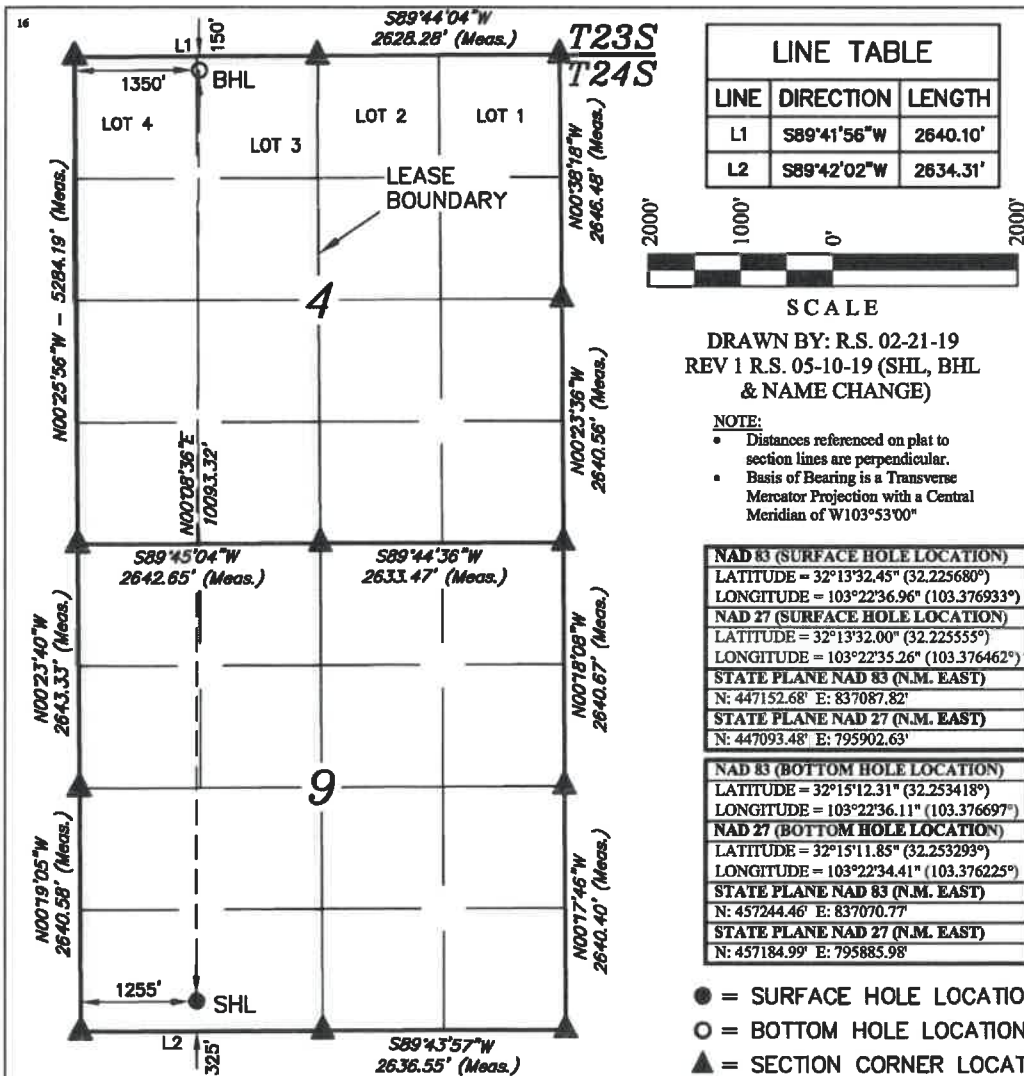 16
S89°44'04"W
2628.28' (Meas.)
T23S
T24S
L1
150'
1350'
BHL
LOT 4
LOT 3
LOT 2
LOT 1
LEASE
BOUNDARY
N00°25'56"W – 5284.19' (Meas.)
N00°38'18"W
2646.48' (Meas.)
4
N00°08'36"E
10093.32'
N00°23'36"W
2640.56' (Meas.)
S89°45'04"W
2642.65' (Meas.)
S89°44'36"W
2633.47' (Meas.)
N00°23'40"W
2643.33' (Meas.)
N00°18'08"W
2640.67' (Meas.)
9
N00°19'05"W
2640.58' (Meas.)
N00°17'46"W
2640.40' (Meas.)
1255'
SHL
L2
325'
S89°43'57"W
2636.55' (Meas.)
LINE TABLE
LINE DIRECTION LENGTH
L1 S89°41'56"W 2640.10'
L2 S89°42'02"W 2634.31'
2000' 1000' 0' 2000'
SCALE
DRAWN BY: R.S. 02-21-19
REV 1 R.S. 05-10-19 (SHL, BHL
& NAME CHANGE)
NOTE:
• Distances referenced on plat to
section lines are perpendicular.
• Basis of Bearing is a Transverse
Mercator Projection with a Central
Meridian of W103°53'00"
NAD 83 (SURFACE HOLE LOCATION)
LATITUDE = 32°13'32.45" (32.225680°)
LONGITUDE = 103°22'36.96" (103.376933°)
NAD 27 (SURFACE HOLE LOCATION)
LATITUDE = 32°13'32.00" (32.225555°)
LONGITUDE = 103°22'35.26" (103.376462°)
STATE PLANE NAD 83 (N.M. EAST)
N: 447152.68' E: 837087.82'
STATE PLANE NAD 27 (N.M. EAST)
N: 447093.48' E: 795902.63'
NAD 83 (BOTTOM HOLE LOCATION)
LATITUDE = 32°15'12.31" (32.253418°)
LONGITUDE = 103°22'36.11" (103.376697°)
NAD 27 (BOTTOM HOLE LOCATION)
LATITUDE = 32°15'11.85" (32.253293°)
LONGITUDE = 103°22'34.41" (103.376225°)
STATE PLANE NAD 83 (N.M. EAST)
N: 457244.46' E: 837070.77'
STATE PLANE NAD 27 (N.M. EAST)
N: 457184.99' E: 795885.98'
● = SURFACE HOLE LOCATIO
○ = BOTTOM HOLE LOCATION
▲ = SECTION CORNER LOCAT